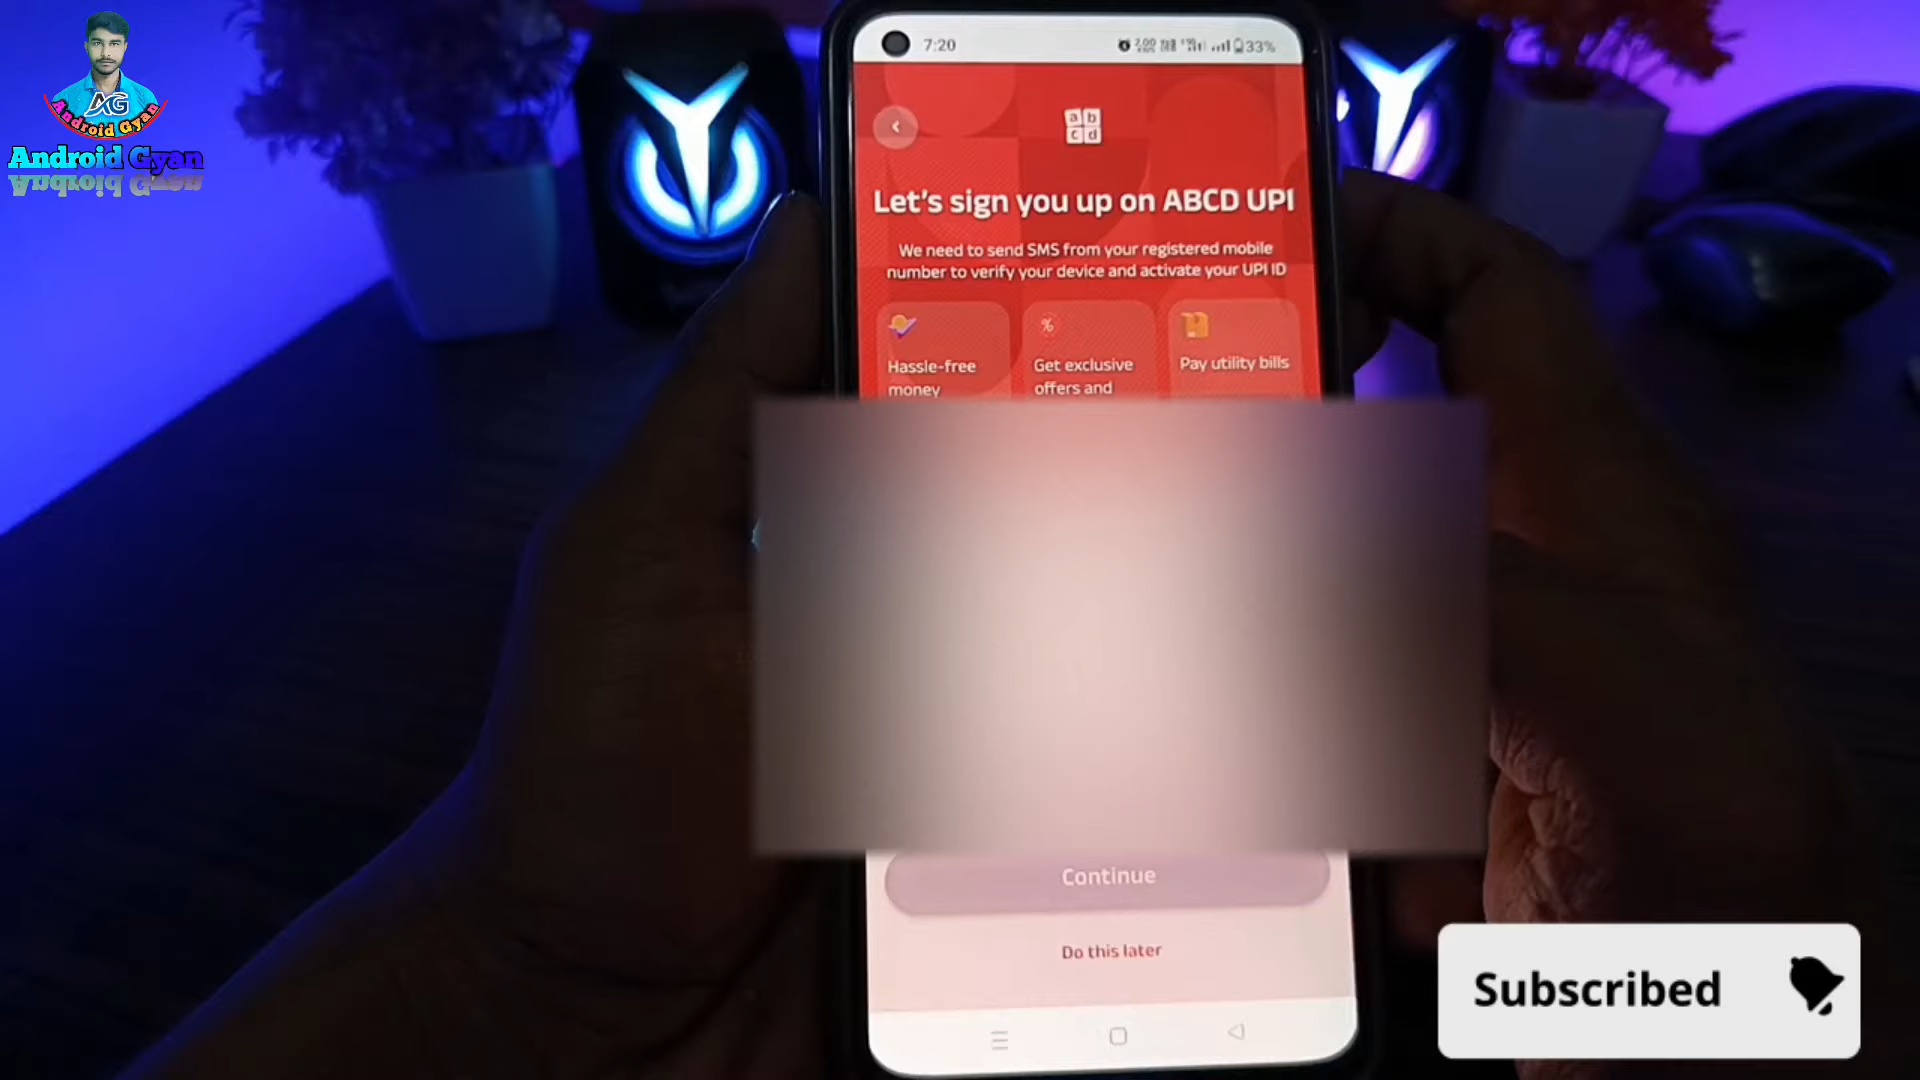 AG
Android Gyan
Android Gyan
7:20
33%
a b
c d
Let's sign you up on ABCD UPI
We need to send SMS from your registered mobile
number to verify your device and activate your UPI ID
Hassle-free
money
Get exclusive
offers and
Pay utility bills
Continue
Do this later
Subscribed